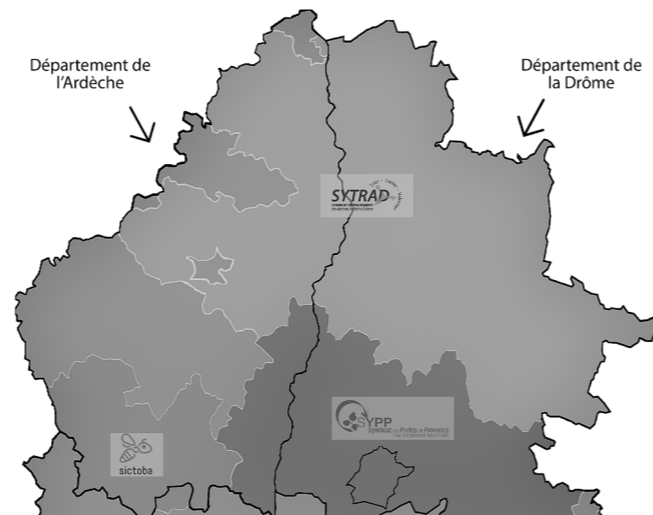 Département de
l'Ardèche
Département de
la Drôme
SYTRAD
SYPP
Syndicat des Portes de Provence
sictoba